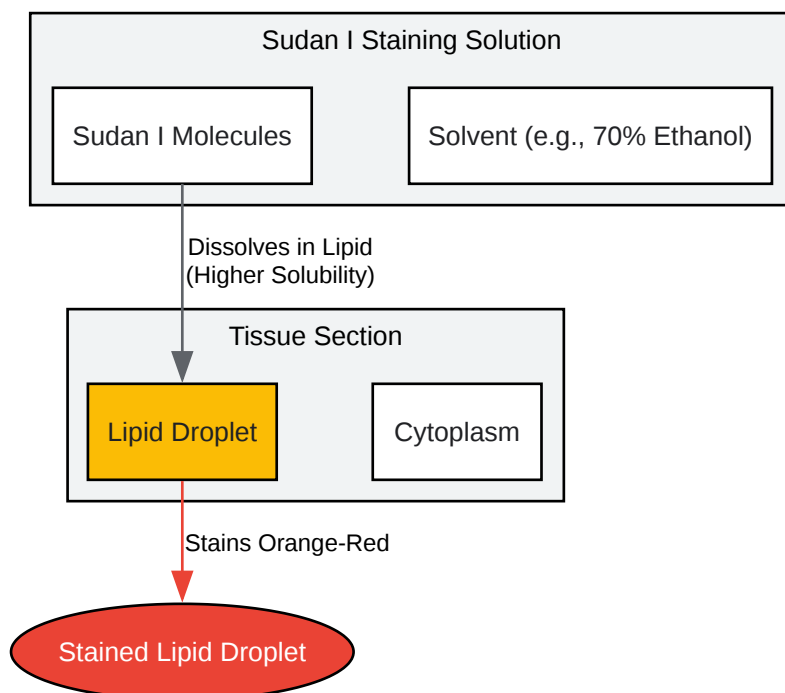 Sudan I Staining Solution
Sudan I Molecules
Solvent (e.g., 70% Ethanol)
Dissolves in Lipid
(Higher Solubility)
Tissue Section
Lipid Droplet
Cytoplasm
Stains Orange-Red
Stained Lipid Droplet